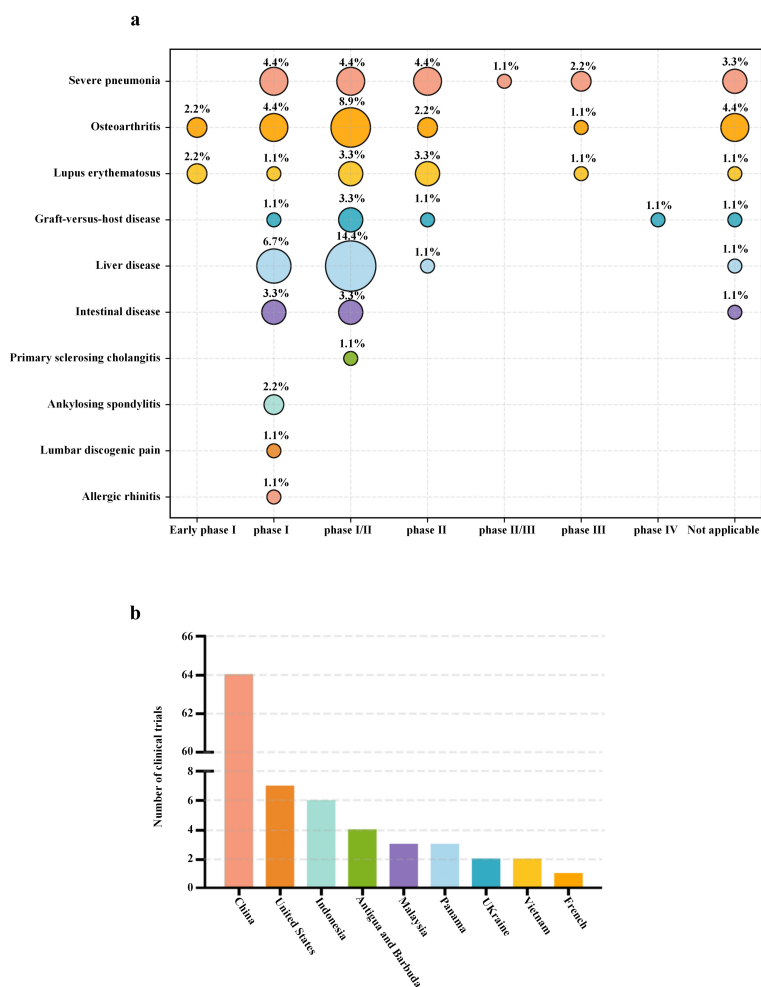 a
4.4% 4.4% 4.4% 1.1% 2.2% 3.3%
Severe pneumonia
2.2% 4.4% 8.9% 2.2% 1.1% 4.4%
Osteoarthritis
2.2% 1.1% 3.3% 3.3% 1.1% 1.1%
Lupus erythematosus
1.1% 3.3% 1.1% 1.1% 1.1%
Graft-versus-host disease
6.7% 14.4% 1.1% 1.1%
Liver disease
3.3% 3.3% 1.1%
Intestinal disease
1.1%
Primary sclerosing cholangitis
2.2%
Ankylosing spondylitis
1.1%
Lumbar discogenic pain
1.1%
Allergic rhinitis
Early phase I phase I phase I/II phase II phase II/III phase III phase IV Not applicable
b
Number of clinical trials
66
64
62
60
8
6
4
2
0
China
United States
Indonesia
Antigua and Barbuda
Malaysia
Panama
UKraine
Vietnam
French